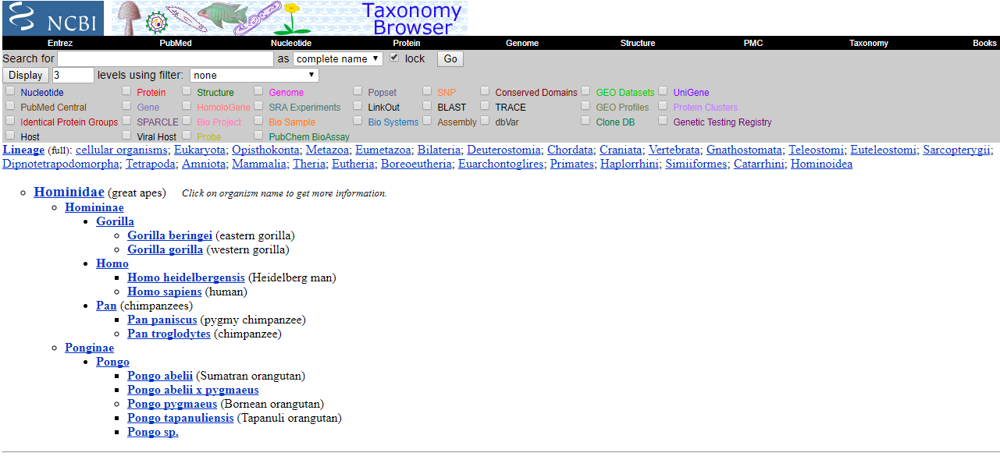 NCBI
Taxonomy
Browser
Entrez PubMed Nucleotide Protein Genome Structure PMC Taxonomy Books
Search for as complete name lock Go
Display 3 levels using filter: none
Nucleotide Protein Structure Genome Popset SNP Conserved Domains GEO Datasets UniGene
PubMed Central Gene HomoloGene SRA Experiments LinkOut BLAST TRACE GEO Profiles Protein Clusters
Identical Protein Groups SPARCLE Bio Project Bio Sample Bio Systems Assembly dbVar Clone DB Genetic Testing Registry
Host Viral Host Probe PubChem BioAssay
Lineage (full): cellular organisms; Eukaryota; Opisthokonta; Metazoa; Eumetazoa; Bilateria; Deuterostomia; Chordata; Craniata; Vertebrata; Gnathostomata; Teleostomi; Euteleostomi; Sarcopterygii;
Dipnotetrapodomorpha; Tetrapoda; Amniota; Mammalia; Theria; Eutheria; Boreoeutheria; Euarchontoglires; Primates; Haplorrhini; Simiiformes; Catarrhini; Hominoidea
Hominidae (great apes) Click on organism name to get more information.
Homininae
Gorilla
Gorilla beringei (eastern gorilla)
Gorilla gorilla (western gorilla)
Homo
Homo heidelbergensis (Heidelberg man)
Homo sapiens (human)
Pan (chimpanzees)
Pan paniscus (pygmy chimpanzee)
Pan troglodytes (chimpanzee)
Ponginae
Pongo
Pongo abelii (Sumatran orangutan)
Pongo abelii x pygmaeus
Pongo pygmaeus (Bornean orangutan)
Pongo tapanuliensis (Tapanuli orangutan)
Pongo sp.